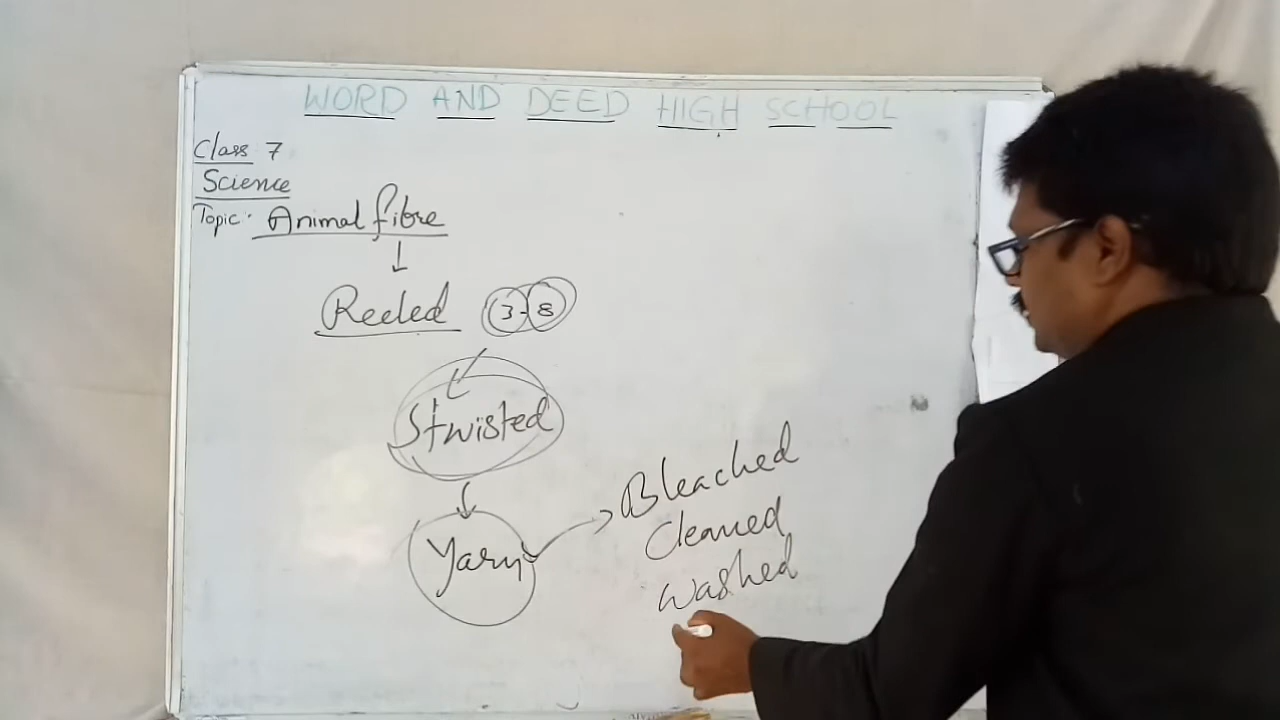 WORD AND DEED HIGH SCHOOL
Class 7
Science
Topic. Animal fibre
Reeled 3-8
Stwisted
Yarn
Bleached
Cleaned
washed